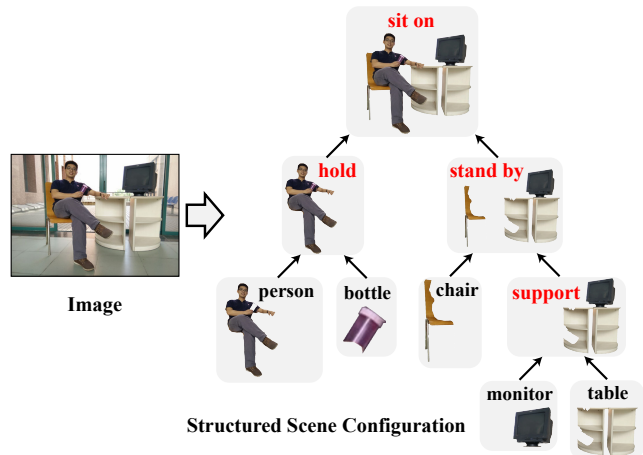 sit on
hold
stand by
person
bottle
chair
support
Image
monitor
table
Structured Scene Configuration